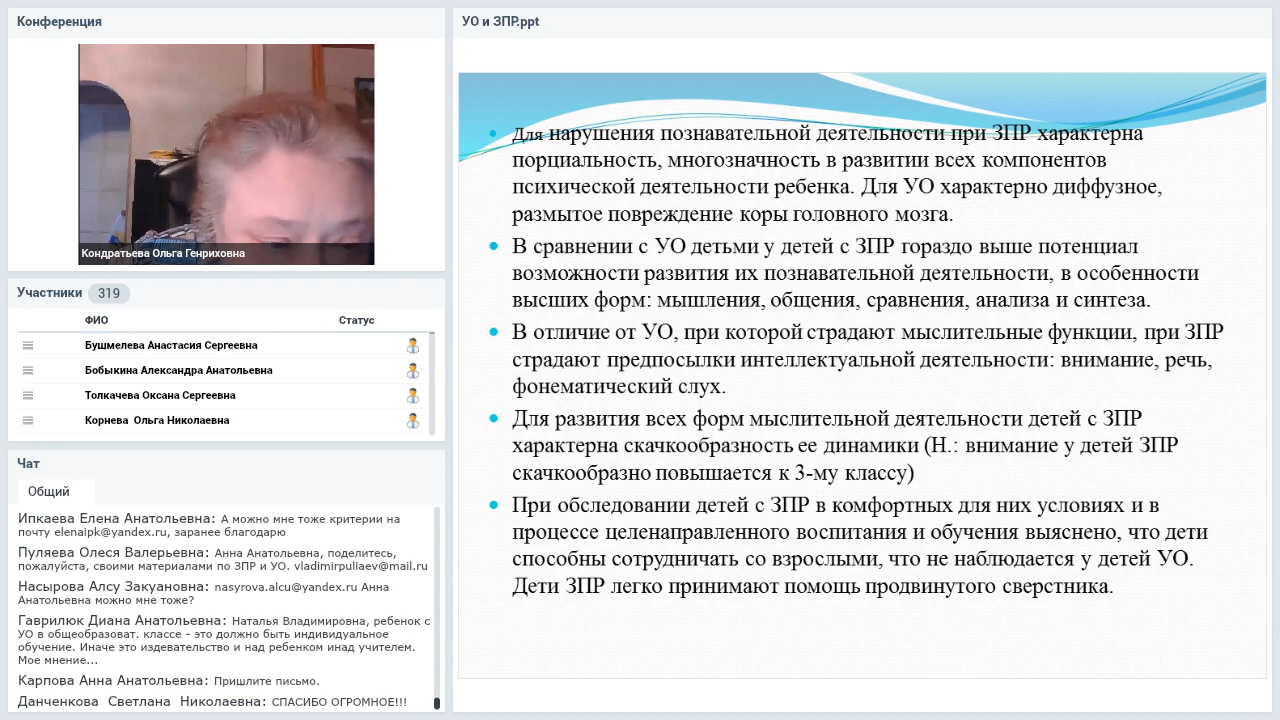 Конференция
Кондратьева Ольга Генриховна
Участники 319
ФИО Статус
Бушмелева Анастасия Сергеевна
Бобыкина Александра Анатольевна
Толкачева Оксана Сергеевна
Корнева Ольга Николаевна
Чат
Общий
Ипкаева Елена Анатольевна: А можно мне тоже критерии на
почту elenaipk@yandex.ru, заранее благодарю
Пуляева Олеся Валерьевна: Анна Анатольевна, поделитесь,
пожалуйста, своими материалами по ЗПР и УО. vladimirpuliaev@mail.ru
Насырова Алсу Закуановна: nasyrova.alcu@yandex.ru Анна
Анатольевна можно мне тоже?
Гаврилюк Диана Анатольевна: Наталья Владимировна, ребенок с
УО в общеобразоват. классе - это должно быть индивидуальное
обучение. Иначе это издевательство и над ребенком инад учителем.
Мое мнение...
Карпова Анна Анатольевна: Пришлите письмо.
Данченкова Светлана Николаевна: СПАСИБО ОГРОМНОЕ!!!
УО и ЗПР.ppt
Для нарушения познавательной деятельности при ЗПР характерна
порциальность, многозначность в развитии всех компонентов
психической деятельности ребенка. Для УО характерно диффузное,
размытое повреждение коры головного мозга.
В сравнении с УО детьми у детей с ЗПР гораздо выше потенциал
возможности развития их познавательной деятельности, в особенности
высших форм: мышления, общения, сравнения, анализа и синтеза.
В отличие от УО, при которой страдают мыслительные функции, при ЗПР
страдают предпосылки интеллектуальной деятельности: внимание, речь,
фонематический слух.
Для развития всех форм мыслительной деятельности детей с ЗПР
характерна скачкообразность ее динамики (Н.: внимание у детей ЗПР
скачкообразно повышается к 3-му классу)
При обследовании детей с ЗПР в комфортных для них условиях и в
процессе целенаправленного воспитания и обучения выяснено, что дети
способны сотрудничать со взрослыми, что не наблюдается у детей УО.
Дети ЗПР легко принимают помощь продвинутого сверстника.